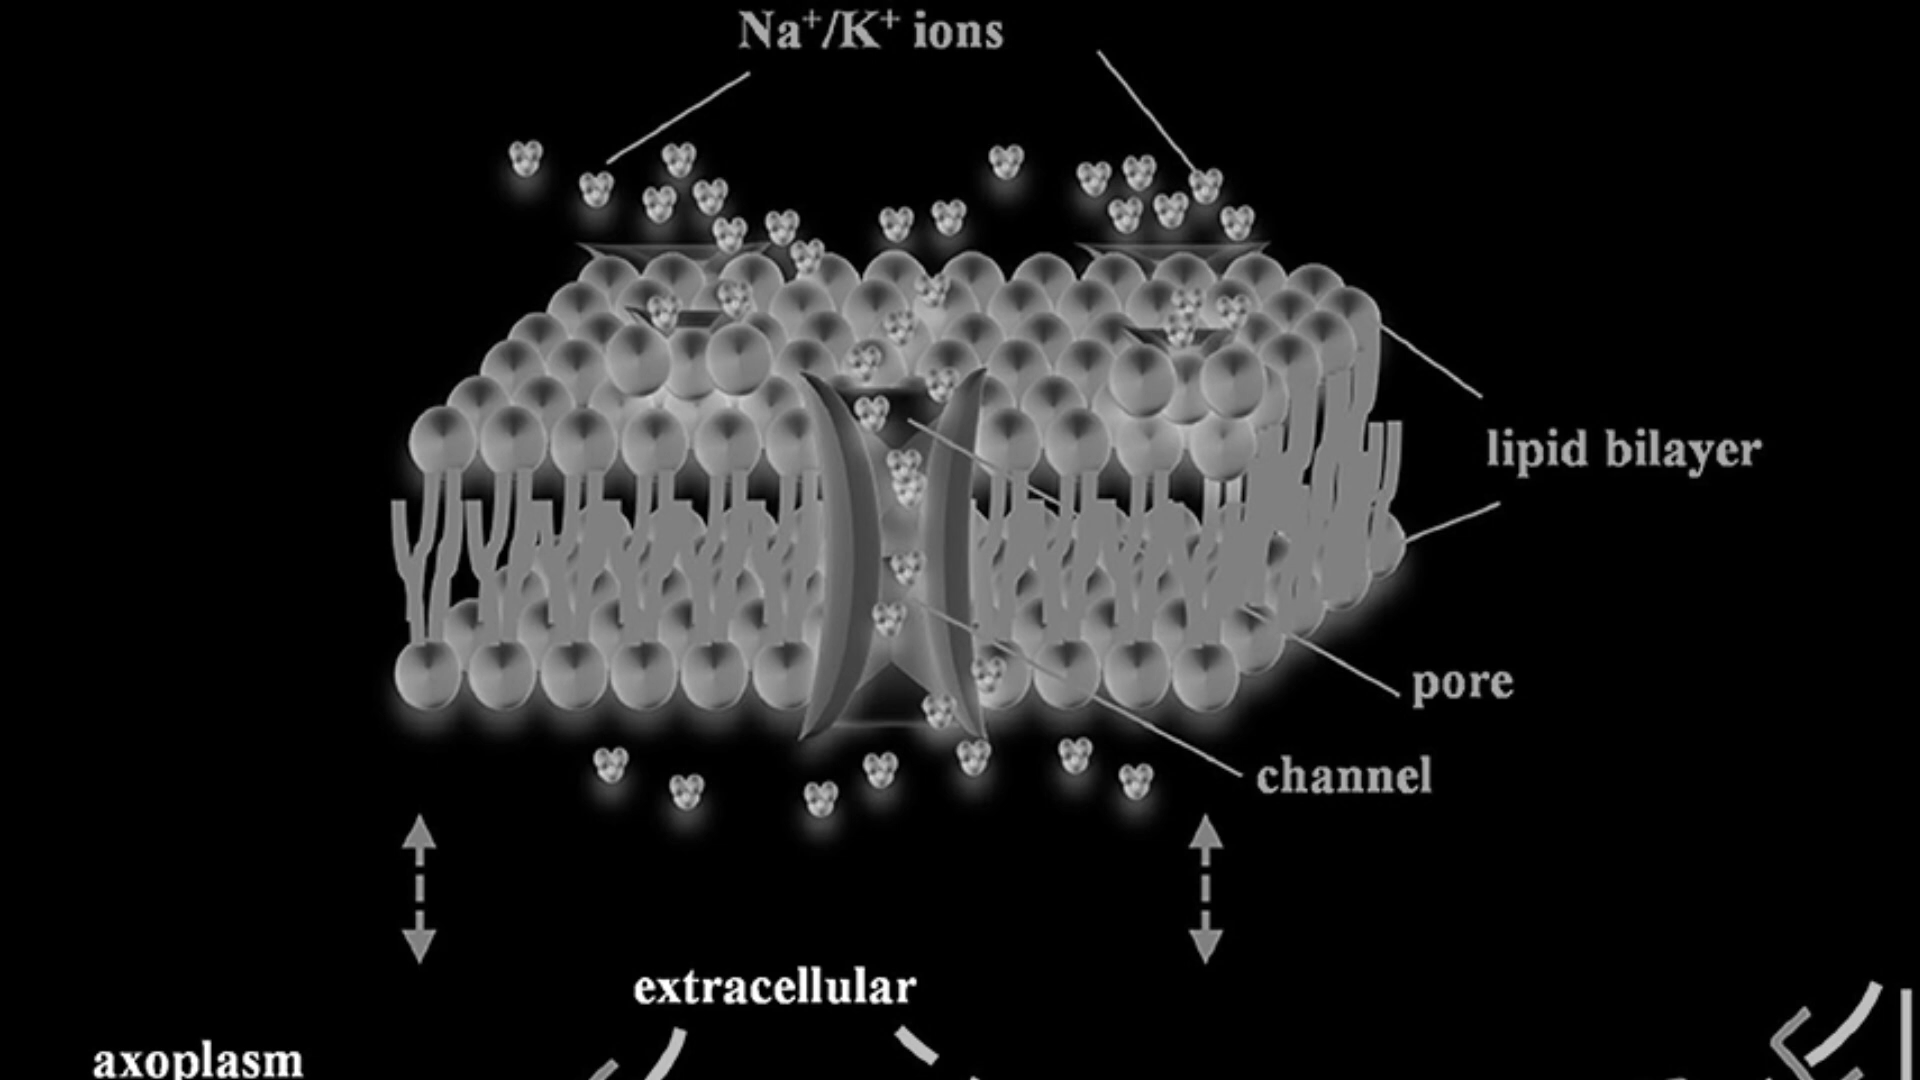 Na⁺/K⁺ ions
lipid bilayer
pore
channel
extracellular
axoplasm